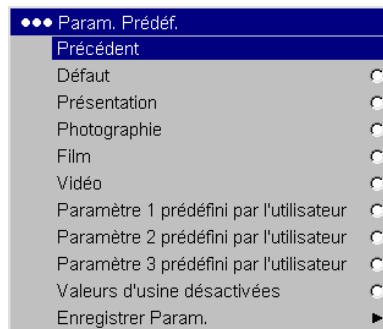 ●●● Param. Prédéf.
Précédent
Défaut
Présentation
Photographie
Film
Vidéo
Paramètre 1 prédéfini par l'utilisateur
Paramètre 2 prédéfini par l'utilisateur
Paramètre 3 prédéfini par l'utilisateur
Valeurs d'usine désactivées
Enregistrer Param.